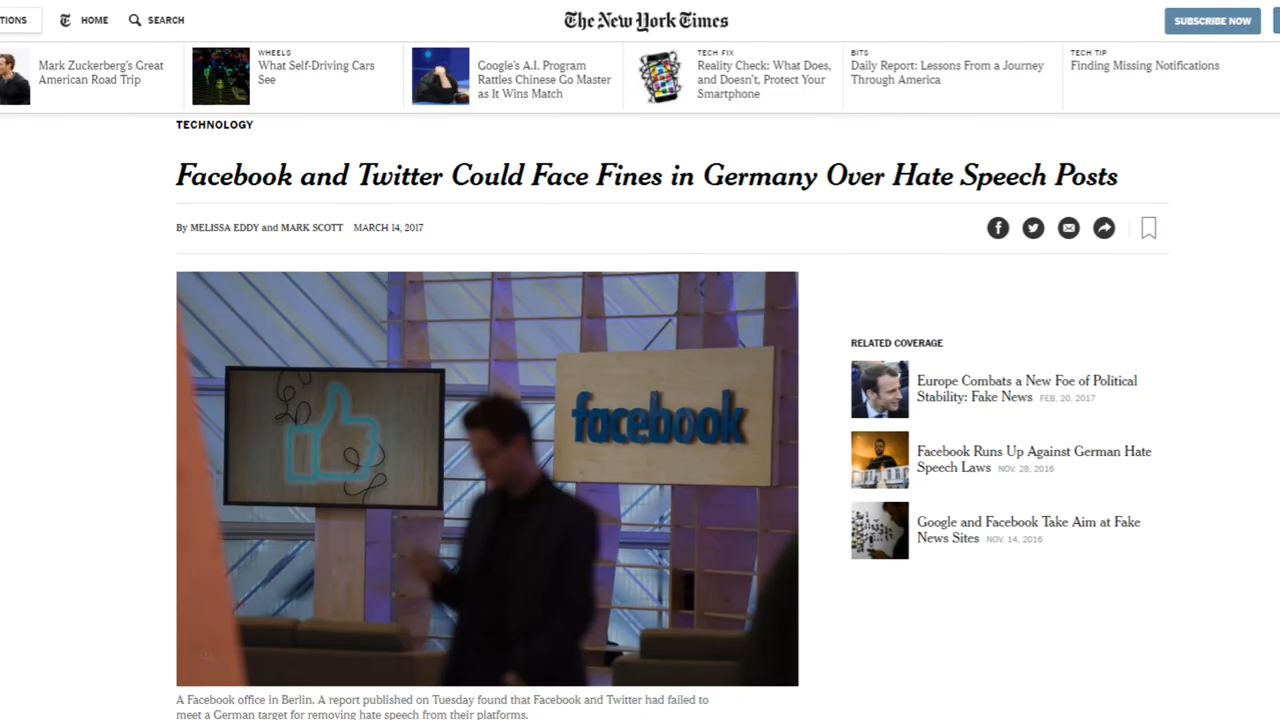 TIONS
HOME
SEARCH
The New York Times
SUBSCRIBE NOW
Mark Zuckerberg's Great
American Road Trip
WHEELS
What Self-Driving Cars
See
Google's A.I. Program
Rattles Chinese Go Master
as It Wins Match
TECH FIX
Reality Check: What Does,
and Doesn't, Protect Your
Smartphone
BITS
Daily Report: Lessons From a Journey
Through America
TECH TIP
Finding Missing Notifications
TECHNOLOGY
Facebook and Twitter Could Face Fines in Germany Over Hate Speech Posts
By MELISSA EDDY and MARK SCOTT MARCH 14, 2017
facebook
RELATED COVERAGE
Europe Combats a New Foe of Political
Stability: Fake News FEB. 20, 2017
Facebook Runs Up Against German Hate
Speech Laws NOV. 28, 2016
Google and Facebook Take Aim at Fake
News Sites NOV. 14, 2016
A Facebook office in Berlin. A report published on Tuesday found that Facebook and Twitter had failed to
meet a German target for removing hate speech from their platforms.